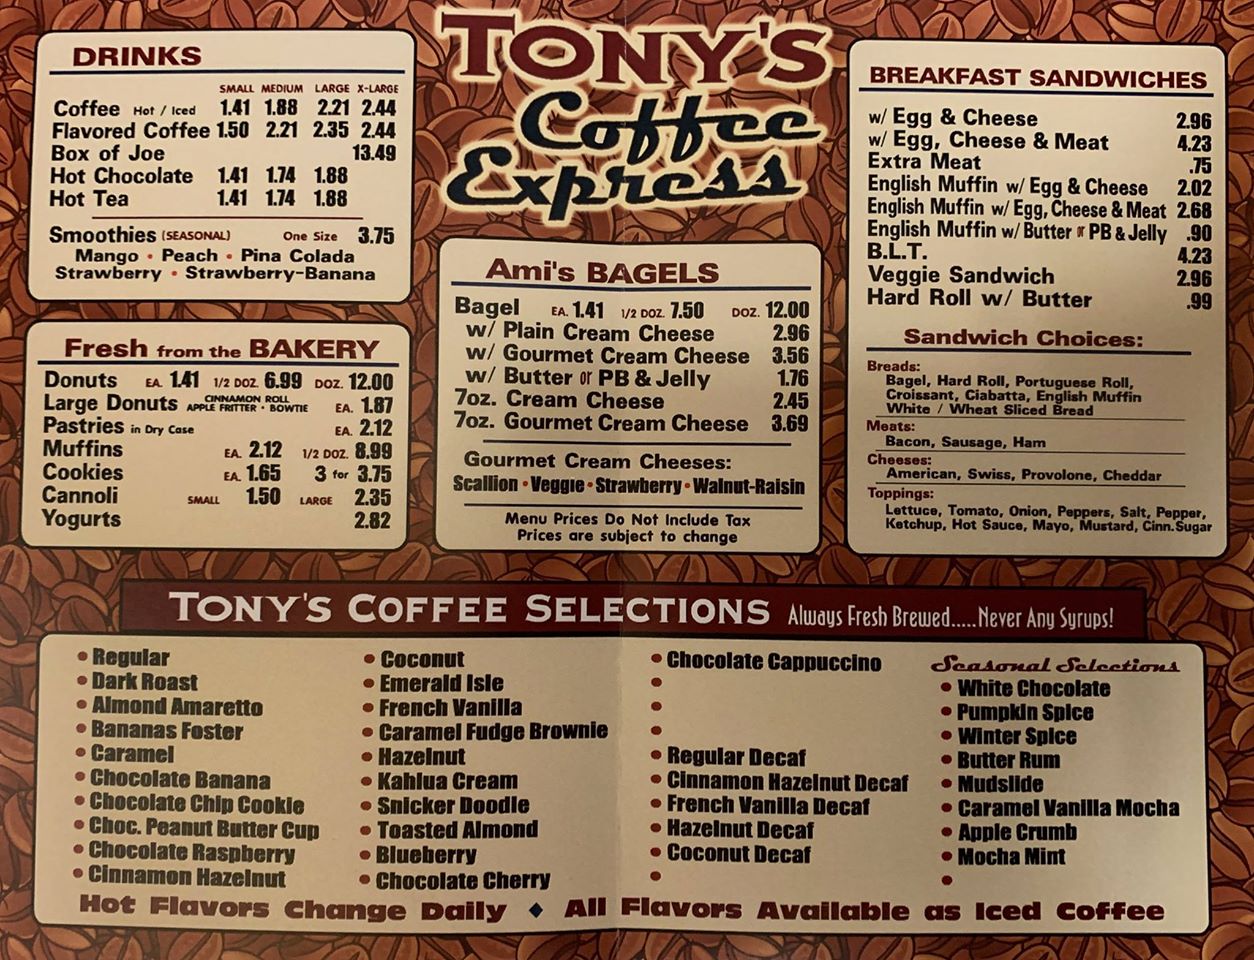 TONY'S
Coffee
Express
DRINKS
SMALL MEDIUM LARGE X-LARGE
Coffee Hot / Iced 1.41 1.88 2.21 2.44
Flavored Coffee 1.50 2.21 2.35 2.44
Box of Joe 13.49
Hot Chocolate 1.41 1.74 1.88
Hot Tea 1.41 1.74 1.88
Smoothies (SEASONAL) One Size 3.75
Mango • Peach • Pina Colada
Strawberry • Strawberry-Banana
Fresh from the BAKERY
Donuts EA. 1.41 1/2 DOZ. 6.99 DOZ. 12.00
Large Donuts CINNAMON ROLL
APPLE FRITTER • BOWTIE EA. 1.87
Pastries in Dry Case EA. 2.12
Muffins EA. 2.12 1/2 DOZ. 8.99
Cookies EA. 1.65 3 for 3.75
Cannoli SMALL 1.50 LARGE 2.35
Yogurts 2.82
Ami's BAGELS
Bagel EA. 1.41 1/2 DOZ. 7.50 DOZ. 12.00
w/ Plain Cream Cheese 2.96
w/ Gourmet Cream Cheese 3.56
w/ Butter or PB & Jelly 1.76
7oz. Cream Cheese 2.45
7oz. Gourmet Cream Cheese 3.69
Gourmet Cream Cheeses:
Scallion • Veggie • Strawberry • Walnut-Raisin
Menu Prices Do Not Include Tax
Prices are subject to change
BREAKFAST SANDWICHES
w/ Egg & Cheese 2.96
w/ Egg, Cheese & Meat 4.23
Extra Meat .75
English Muffin w/ Egg & Cheese 2.02
English Muffin w/ Egg, Cheese & Meat 2.68
English Muffin w/ Butter or PB & Jelly .90
B.L.T. 4.23
Veggie Sandwich 2.96
Hard Roll w/ Butter .99
Sandwich Choices:
Breads:
Bagel, Hard Roll, Portuguese Roll,
Croissant, Ciabatta, English Muffin
White / Wheat Sliced Bread
Meats:
Bacon, Sausage, Ham
Cheeses:
American, Swiss, Provolone, Cheddar
Toppings:
Lettuce, Tomato, Onion, Peppers, Salt, Pepper,
Ketchup, Hot Sauce, Mayo, Mustard, Cinn.Sugar
TONY'S COFFEE SELECTIONS Always Fresh Brewed.....Never Any Syrups!
• Regular
• Dark Roast
• Almond Amaretto
• Bananas Foster
• Caramel
• Chocolate Banana
• Chocolate Chip Cookie
• Choc. Peanut Butter Cup
• Chocolate Raspberry
• Cinnamon Hazelnut
• Coconut
• Emerald Isle
• French Vanilla
• Caramel Fudge Brownie
• Hazelnut
• Kahlua Cream
• Snicker Doodle
• Toasted Almond
• Blueberry
• Chocolate Cherry
• Chocolate Cappuccino
•
•
•
• Regular Decaf
• Cinnamon Hazelnut Decaf
• French Vanilla Decaf
• Hazelnut Decaf
• Coconut Decaf
•
Seasonal Selections
• White Chocolate
• Pumpkin Spice
• Winter Spice
• Butter Rum
• Mudslide
• Caramel Vanilla Mocha
• Apple Crumb
• Mocha Mint
•
Hot Flavors Change Daily ◆ All Flavors Available as Iced Coffee